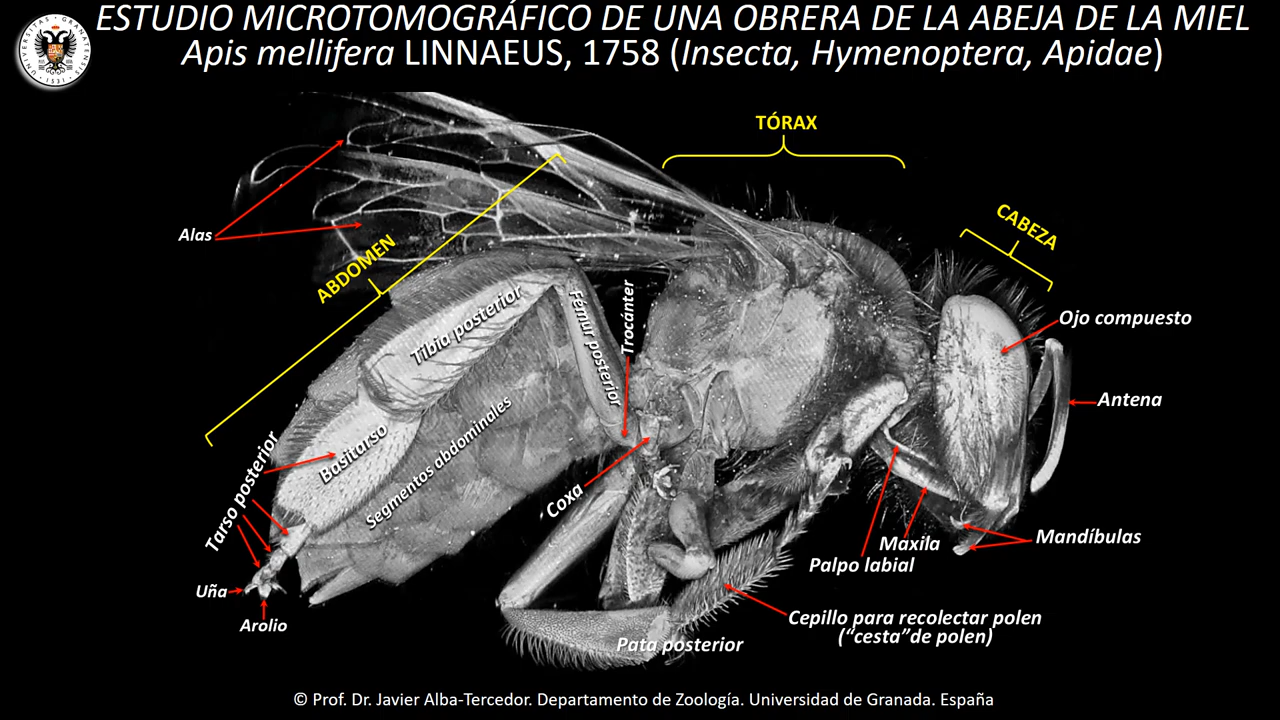 ESTUDIO MICROTOMOGRÁFICO DE UNA OBRERA DE LA ABEJA DE LA MIEL
Apis mellifera LINNAEUS, 1758 (Insecta, Hymenoptera, Apidae)
UNIVERSITAS GRANATENSIS 1531
TÓRAX
CABEZA
Alas
ABDOMEN
Ojo compuesto
Tibia posterior
Fémur posterior
Trocánter
Antena
Basitarso
Segmentos abdominales
Tarso posterior
Coxa
Mandíbulas
Maxila
Palpo labial
Uña
Arolio
Cepillo para recolectar polen
(“cesta”de polen)
Pata posterior
© Prof. Dr. Javier Alba-Tercedor. Departamento de Zoología. Universidad de Granada. España